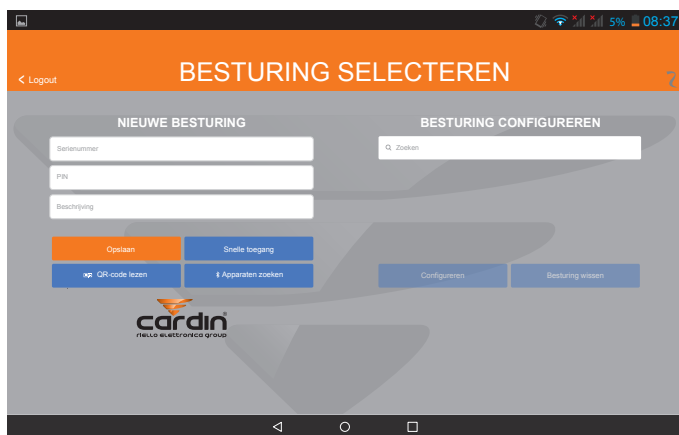 5% 08:37
< Logout
BESTURING SELECTEREN
?
NIEUWE BESTURING
Serienummer
PIN
Beschrijving
Opslaan
Snelle toegang
QR-code lezen
Apparaten zoeken
BESTURING CONFIGUREREN
Zoeken
Configureren
Besturing wissen
cardin
riello elettronica group